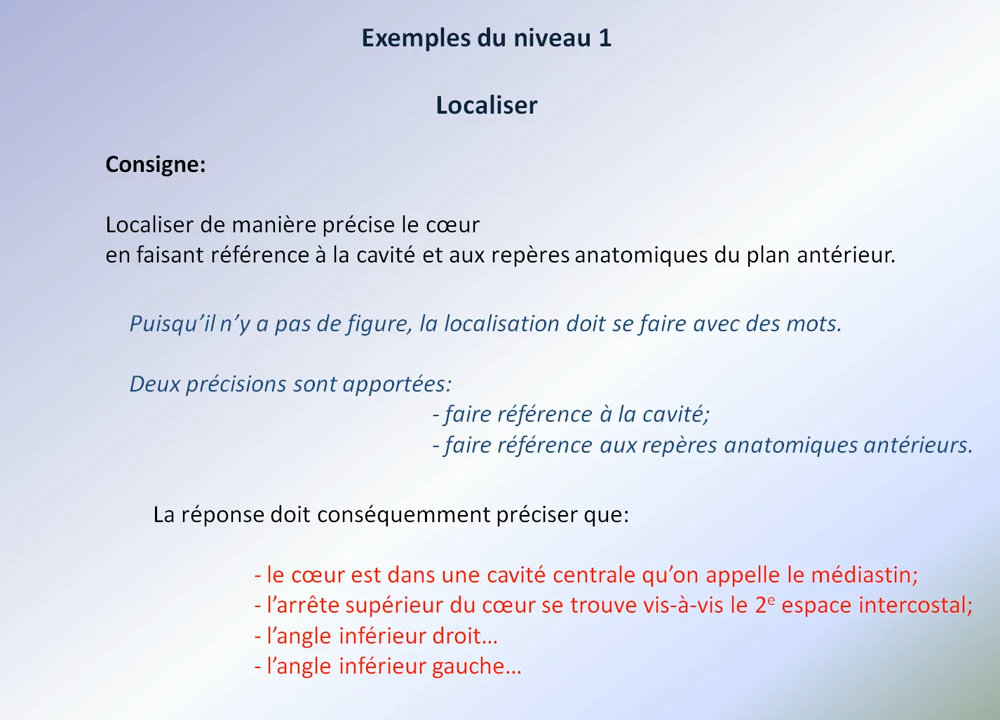 Exemples du niveau 1
Localiser
Consigne:
Localiser de manière précise le cœur
en faisant référence à la cavité et aux repères anatomiques du plan antérieur.
Puisqu’il n’y a pas de figure, la localisation doit se faire avec des mots.
Deux précisions sont apportées:
- faire référence à la cavité;
- faire référence aux repères anatomiques antérieurs.
La réponse doit conséquemment préciser que:
- le cœur est dans une cavité centrale qu’on appelle le médiastin;
- l’arrête supérieur du cœur se trouve vis-à-vis le 2e espace intercostal;
- l’angle inférieur droit…
- l’angle inférieur gauche…